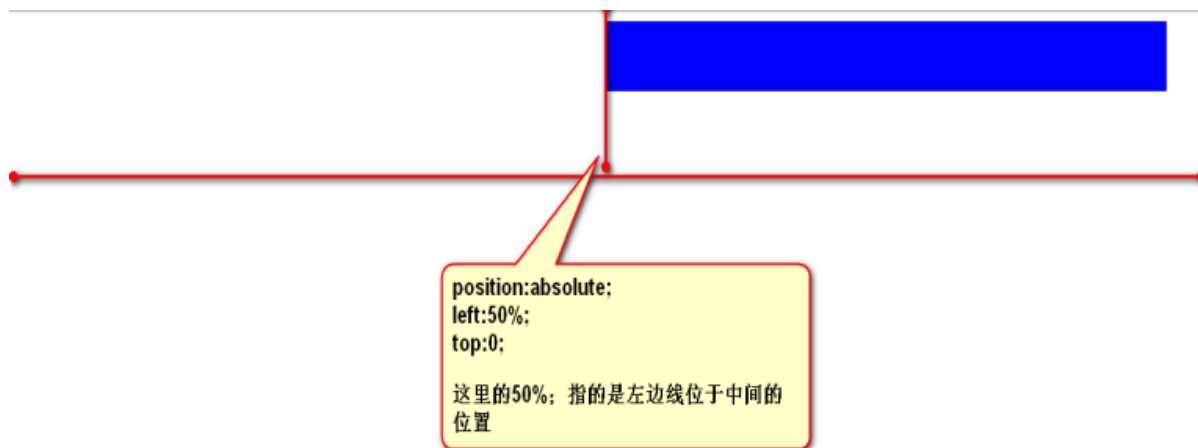 position:absolute;
left:50%;
top:0;
这里的50%；指的是左边线位于中间的
位置